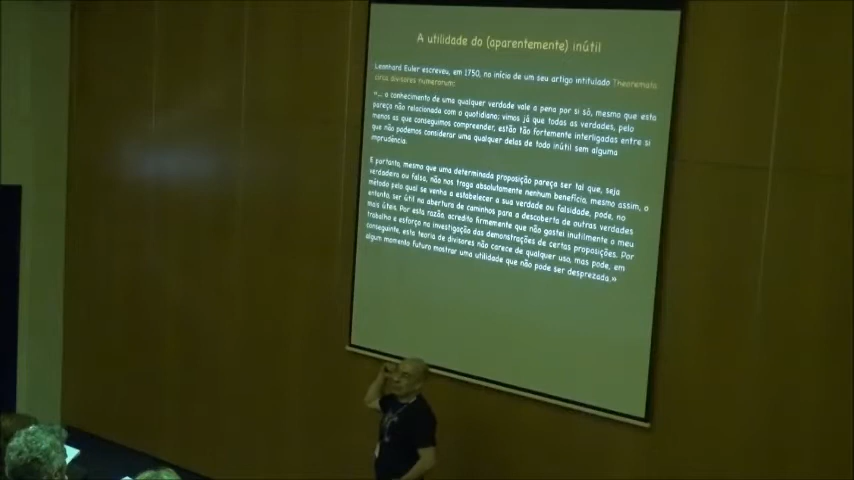 A utilidade do (aparentemente) inútil
Leonhard Euler escreveu, em 1750, no início de um seu artigo intitulado Theoremata
circa divisores numerorum:
«... o conhecimento de uma qualquer verdade vale a pena por si só, mesmo que esta
pareça não relacionada com o quotidiano; vimos já que todas as verdades, pelo
menos as que conseguimos compreender, estão tão fortemente interligadas entre si
que não podemos considerar uma qualquer delas de todo inútil sem alguma
imprudência.
E portanto, mesmo que uma determinada proposição pareça ser tal que, seja
verdadeira ou falsa, não nos traga absolutamente nenhum benefício, mesmo assim, o
método pelo qual se venha a estabelecer a sua verdade ou falsidade, pode, no
entanto, ser útil na abertura de caminhos para a descoberta de outras verdades
mais úteis. Por esta razão, acredito firmemente que não gastei inutilmente o meu
trabalho e esforço na investigação das demonstrações de certas proposições. Por
conseguinte, esta teoria de divisores não carece de qualquer uso, mas pode, em
algum momento futuro mostrar uma utilidade que não pode ser desprezada.»